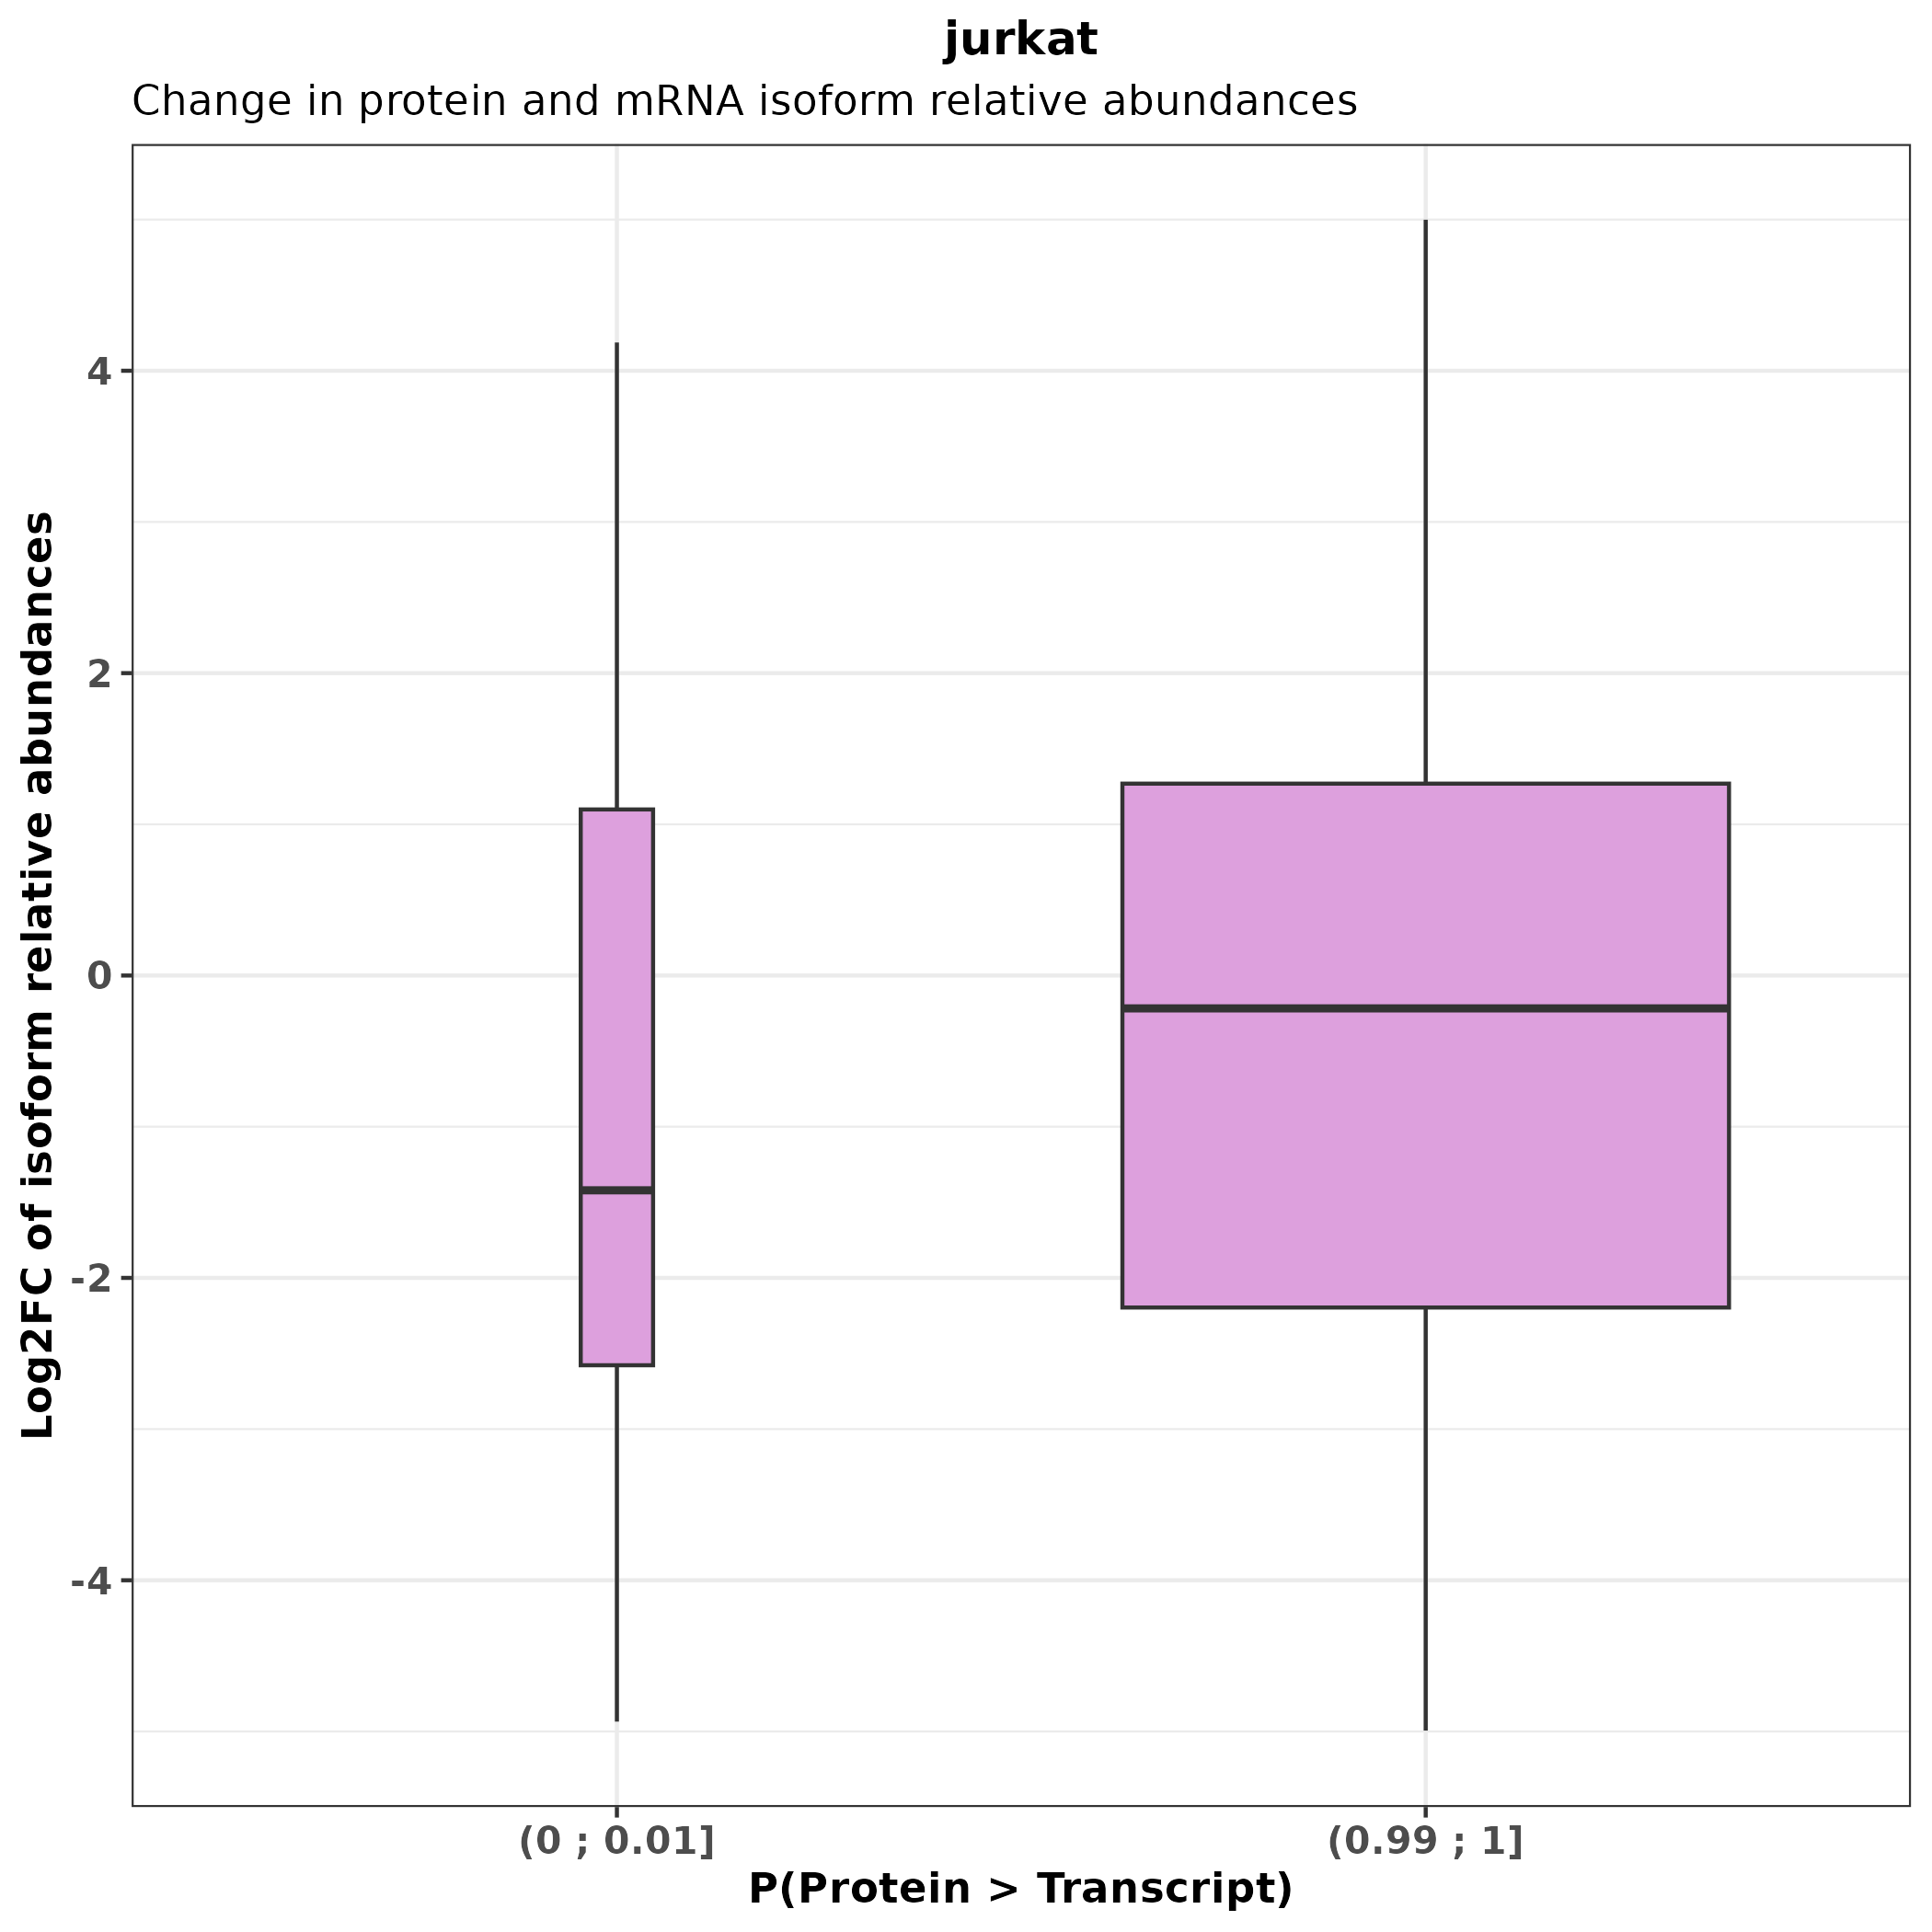 jurkat
Change in protein and mRNA isoform relative abundances
Log2FC of isoform relative abundances
4
2
0
-2
-4
(0 ; 0.01]
(0.99 ; 1]
P(Protein > Transcript)